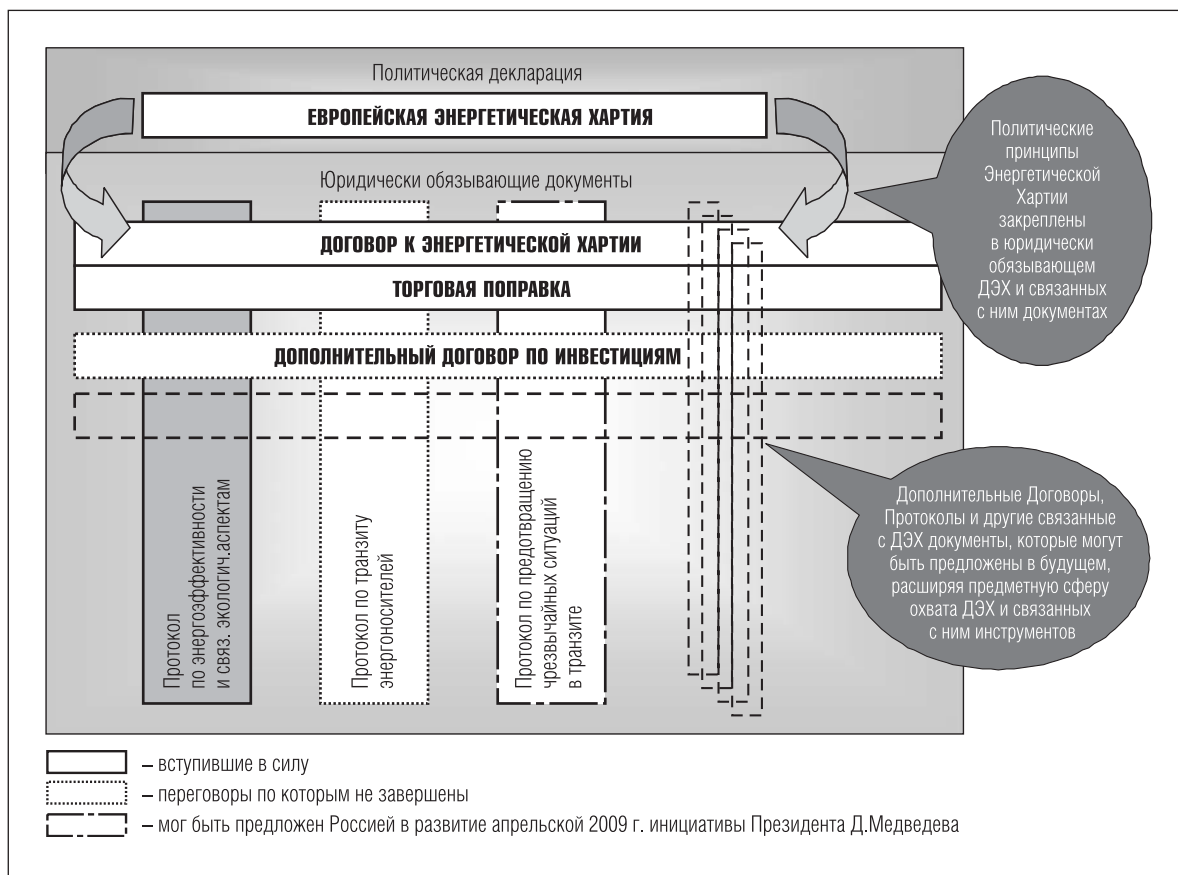 Политическая декларация
ЕВРОПЕЙСКАЯ ЭНЕРГЕТИЧЕСКАЯ ХАРТИЯ
Политические
принципы
Энергетической
Хартии
закреплены
в юридически
обязывающем
ДЭХ и связанных
с ним документах
Юридически обязывающие документы
ДОГОВОР К ЭНЕРГЕТИЧЕСКОЙ ХАРТИИ
ТОРГОВАЯ ПОПРАВКА
ДОПОЛНИТЕЛЬНЫЙ ДОГОВОР ПО ИНВЕСТИЦИЯМ
Протокол
по энергоэффективности
и связ. экологич.аспектам
Протокол по транзиту
энергоносителей
Протокол по предотвращению
чрезвычайных ситуаций
в транзите
Дополнительные Договоры,
Протоколы и другие связанные
с ДЭХ документы, которые могут
быть предложены в будущем,
расширяя предметную сферу
охвата ДЭХ и связанных
с ним инструментов
– вступившие в силу
– переговоры по которым не завершены
– мог быть предложен Россией в развитие апрельской 2009 г. инициативы Президента Д.Медведева